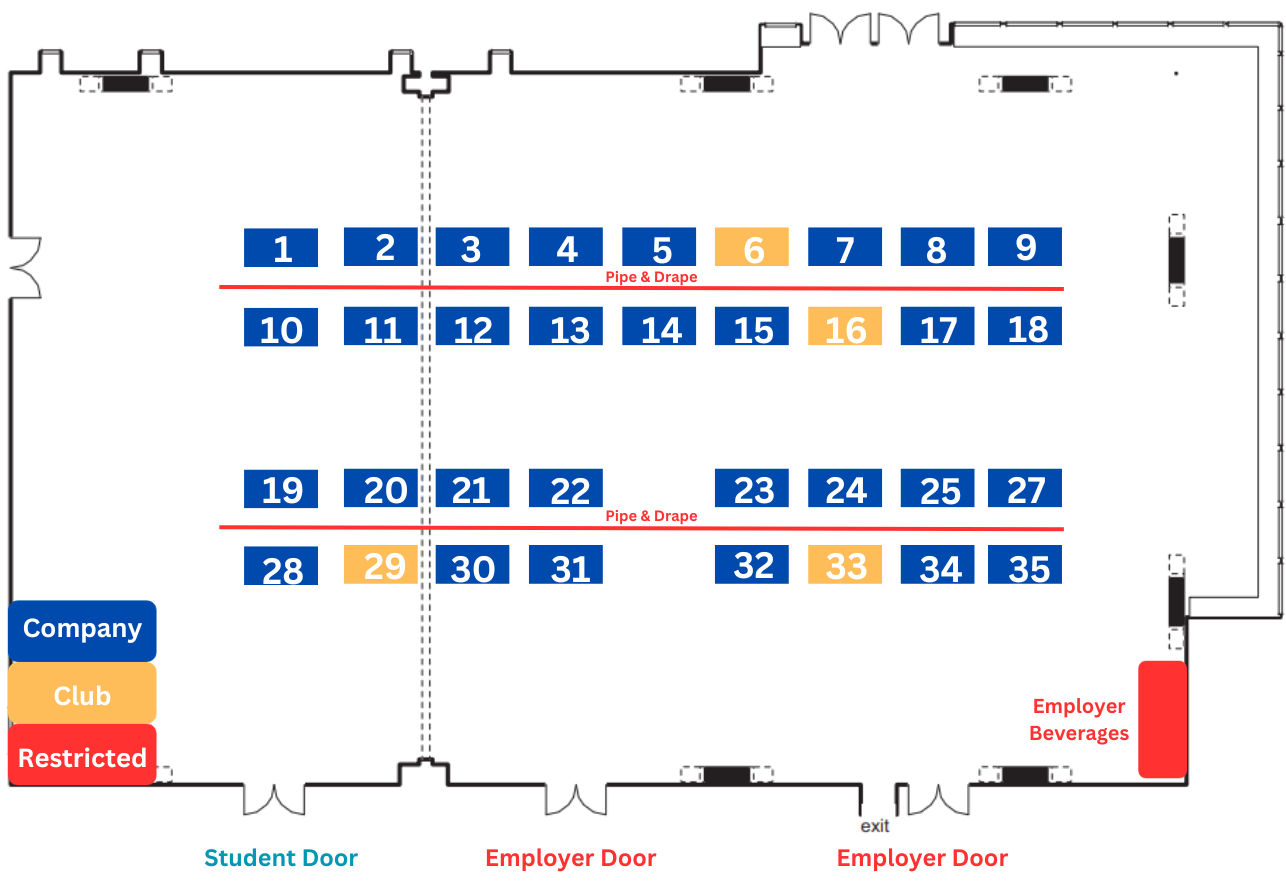 1 2 3 4 5 6 7 8 9
Pipe & Drape
10 11 12 13 14 15 16 17 18
19 20 21 22 23 24 25 27
Pipe & Drape
28 29 30 31 32 33 34 35
Company
Club
Restricted
Employer
Beverages
exit
Student Door
Employer Door
Employer Door